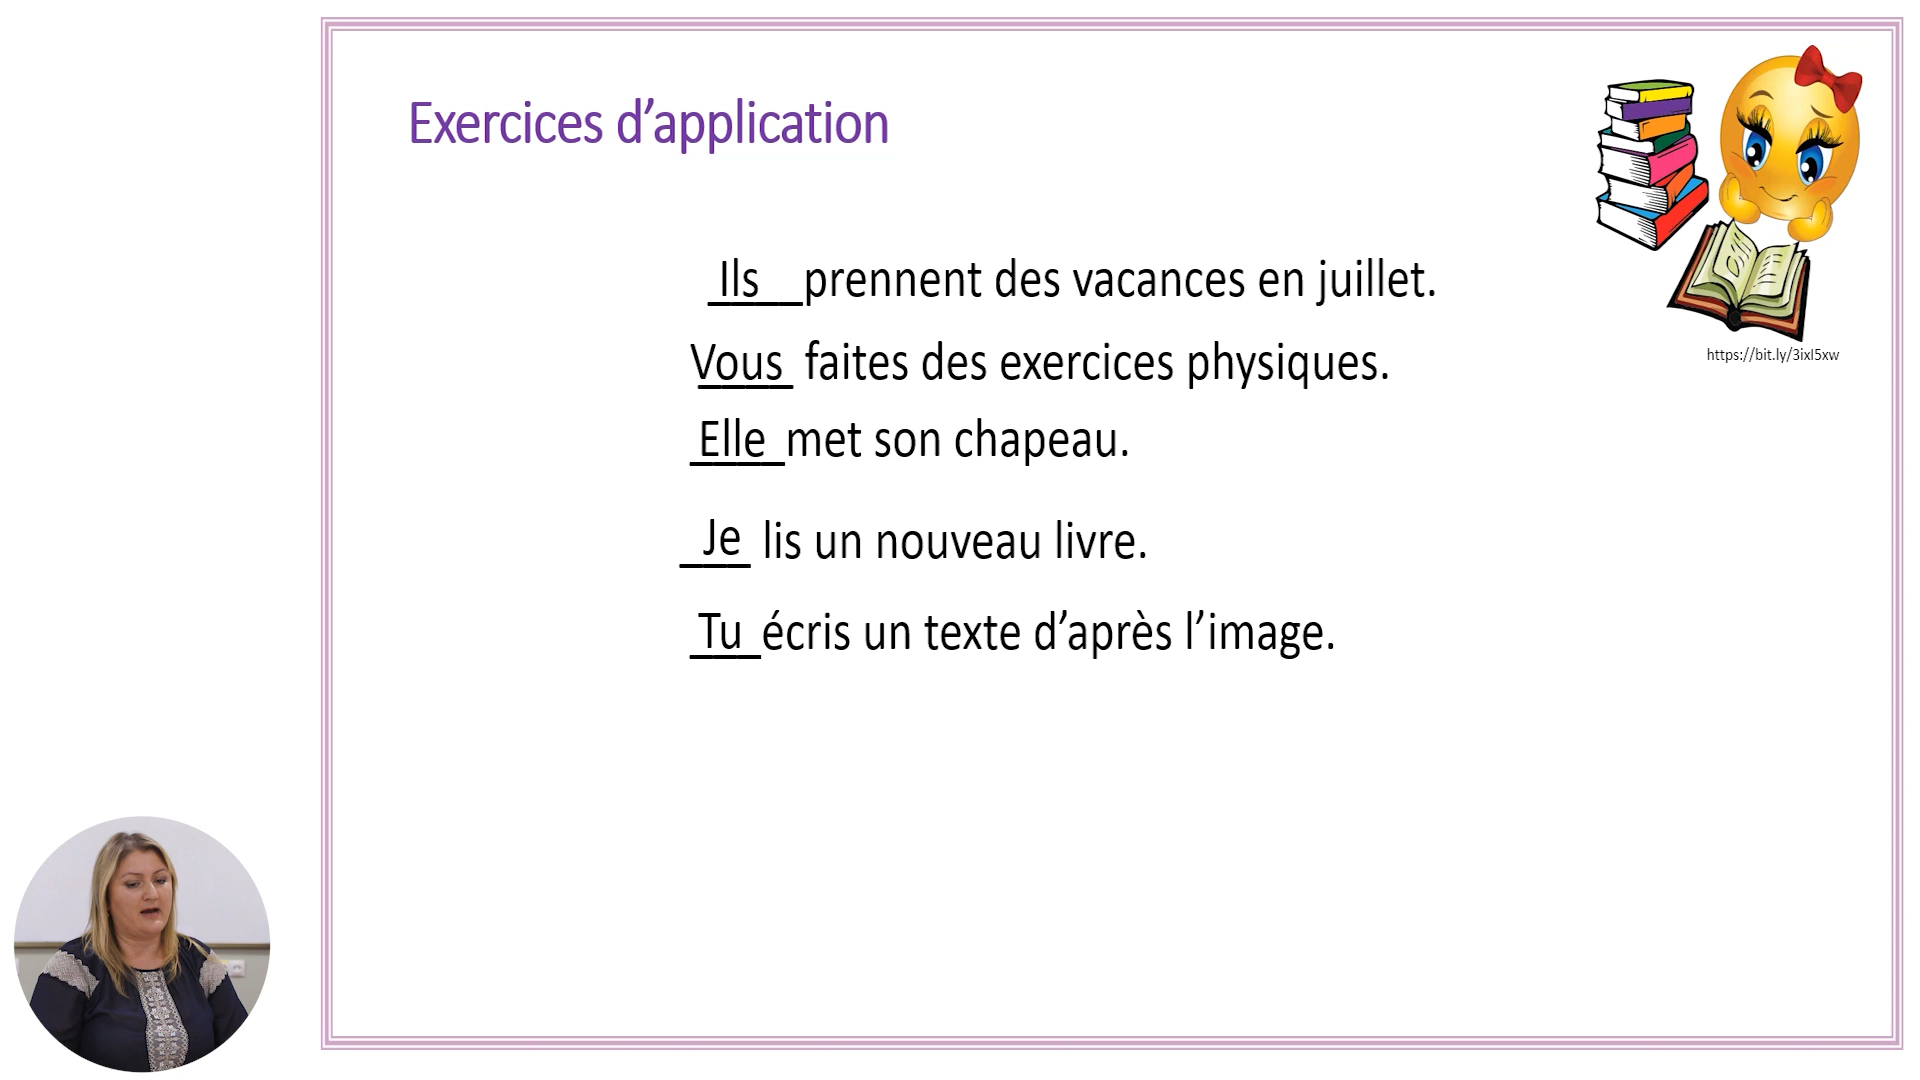 Exercices d’application
Ils prennent des vacances en juillet.
https://bit.ly/3ixI5xw
Vous faites des exercices physiques.
Elle met son chapeau.
Je lis un nouveau livre.
Tu écris un texte d’après l’image.